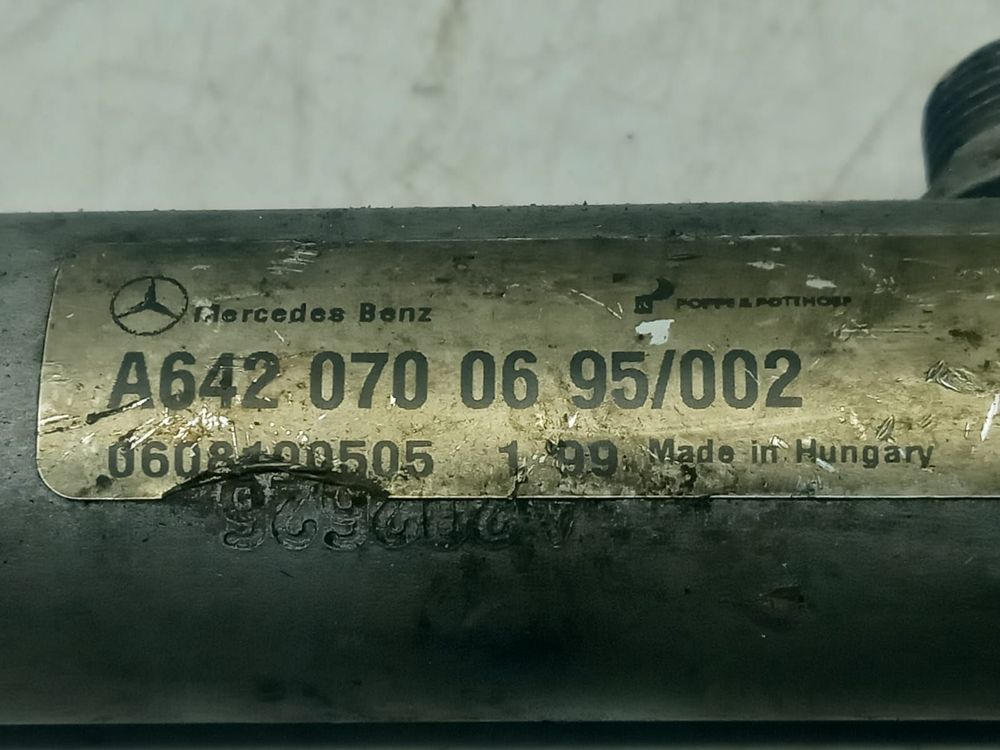 Mercedes Benz
POPPE & POTTHOFF
A642 070 06 95/002
0608100505 1 99 Made in Hungary